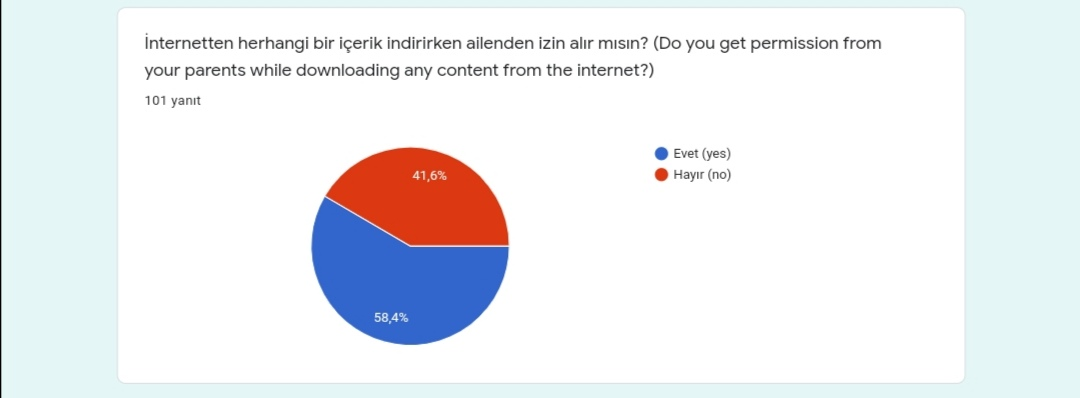 İnternetten herhangi bir içerik indirirken ailenden izin alır mısın? (Do you get permission from
your parents while downloading any content from the internet?)
101 yanıt
Evet (yes)
Hayır (no)
41,6%
58,4%